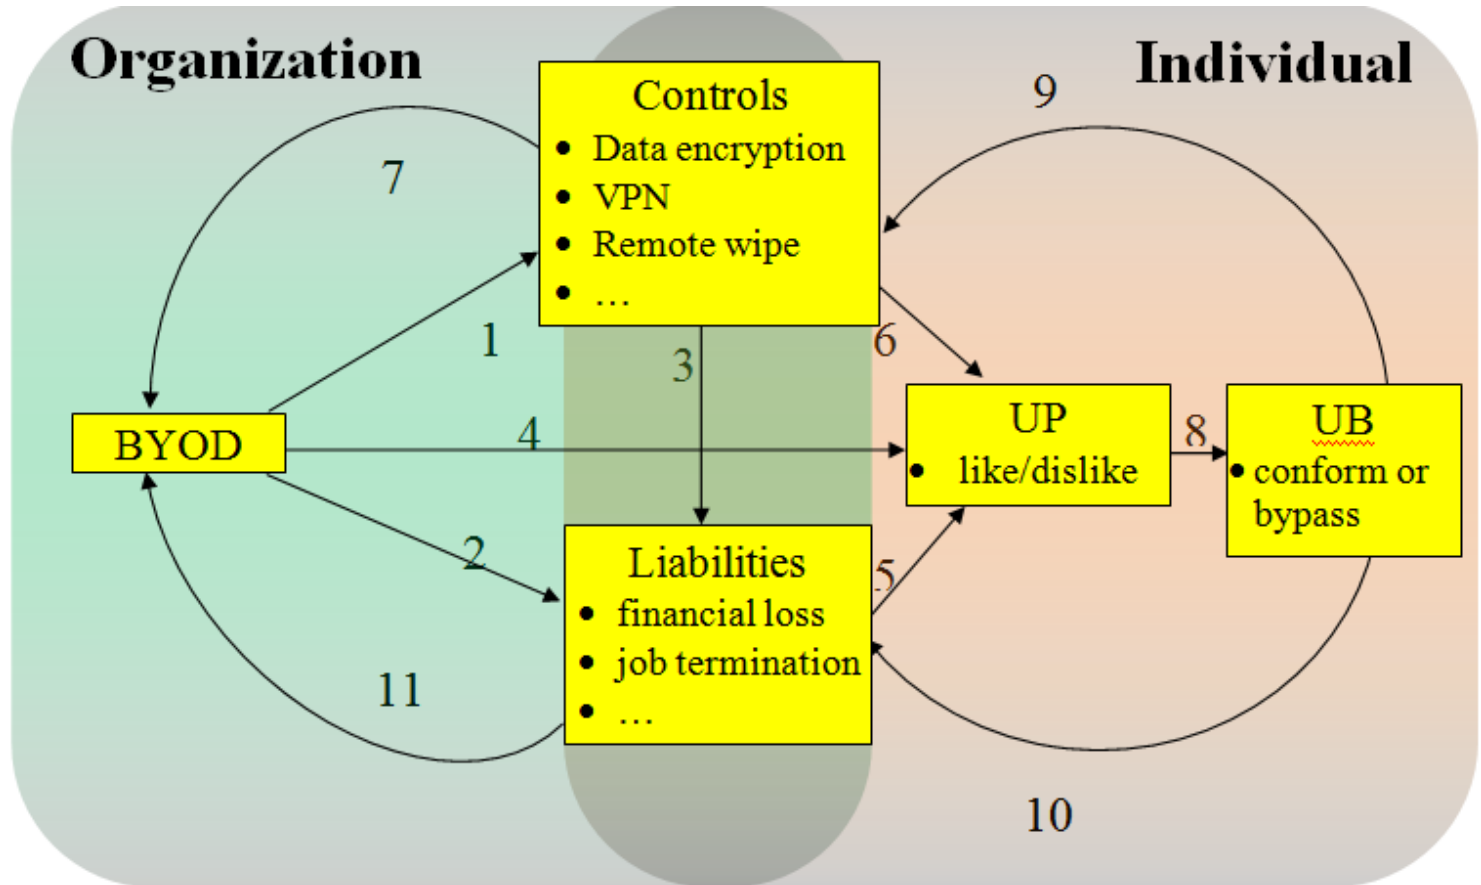 Organization
Individual
9
Controls
• Data encryption
• VPN
• Remote wipe
• …
7
1
3
6
BYOD
4
UP
• like/dislike
8
UB
• conform or
bypass
2
5
Liabilities
• financial loss
• job termination
• …
11
10